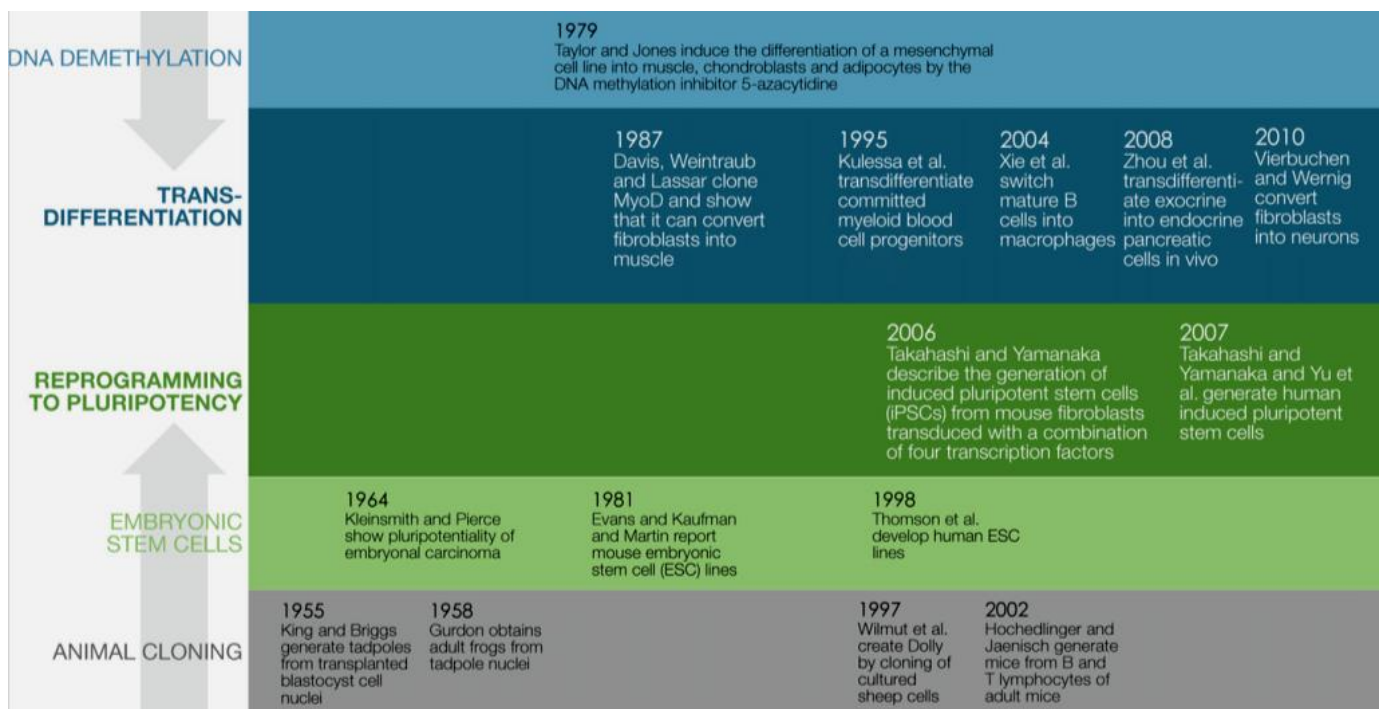 DNA DEMETHYLATION
1979
Taylor and Jones induce the differentiation of a mesenchymal
cell line into muscle, chondroblasts and adipocytes by the
DNA methylation inhibitor 5-azacytidine
TRANS-
DIFFERENTIATION
1987
Davis, Weintraub
and Lassar clone
MyoD and show
that it can convert
fibroblasts into
muscle
1995
Kulessa et al.
transdifferentiate
committed
myeloid blood
cell progenitors
2004
Xie et al.
switch
mature B
cells into
macrophages
2008
Zhou et al.
transdifferenti-
ate exocrine
into endocrine
pancreatic
cells in vivo
2010
Vierbuchen
and Wernig
convert
fibroblasts
into neurons
REPROGRAMMING
TO PLURIPOTENCY
2006
Takahashi and Yamanaka
describe the generation of
induced pluripotent stem cells
(iPSCs) from mouse fibroblasts
transduced with a combination
of four transcription factors
2007
Takahashi and
Yamanaka and Yu et
al. generate human
induced pluripotent
stem cells
EMBRYONIC
STEM CELLS
1964
Kleinsmith and Pierce
show pluripotentiality of
embryonal carcinoma
1981
Evans and Kaufman
and Martin report
mouse embryonic
stem cell (ESC) lines
1998
Thomson et al.
develop human ESC
lines
ANIMAL CLONING
1955
King and Briggs
generate tadpoles
from transplanted
blastocyst cell
nuclei
1958
Gurdon obtains
adult frogs from
tadpole nuclei
1997
Wilmut et al.
create Dolly
by cloning of
cultured
sheep cells
2002
Hochedlinger and
Jaenisch generate
mice from B and
T lymphocytes of
adult mice